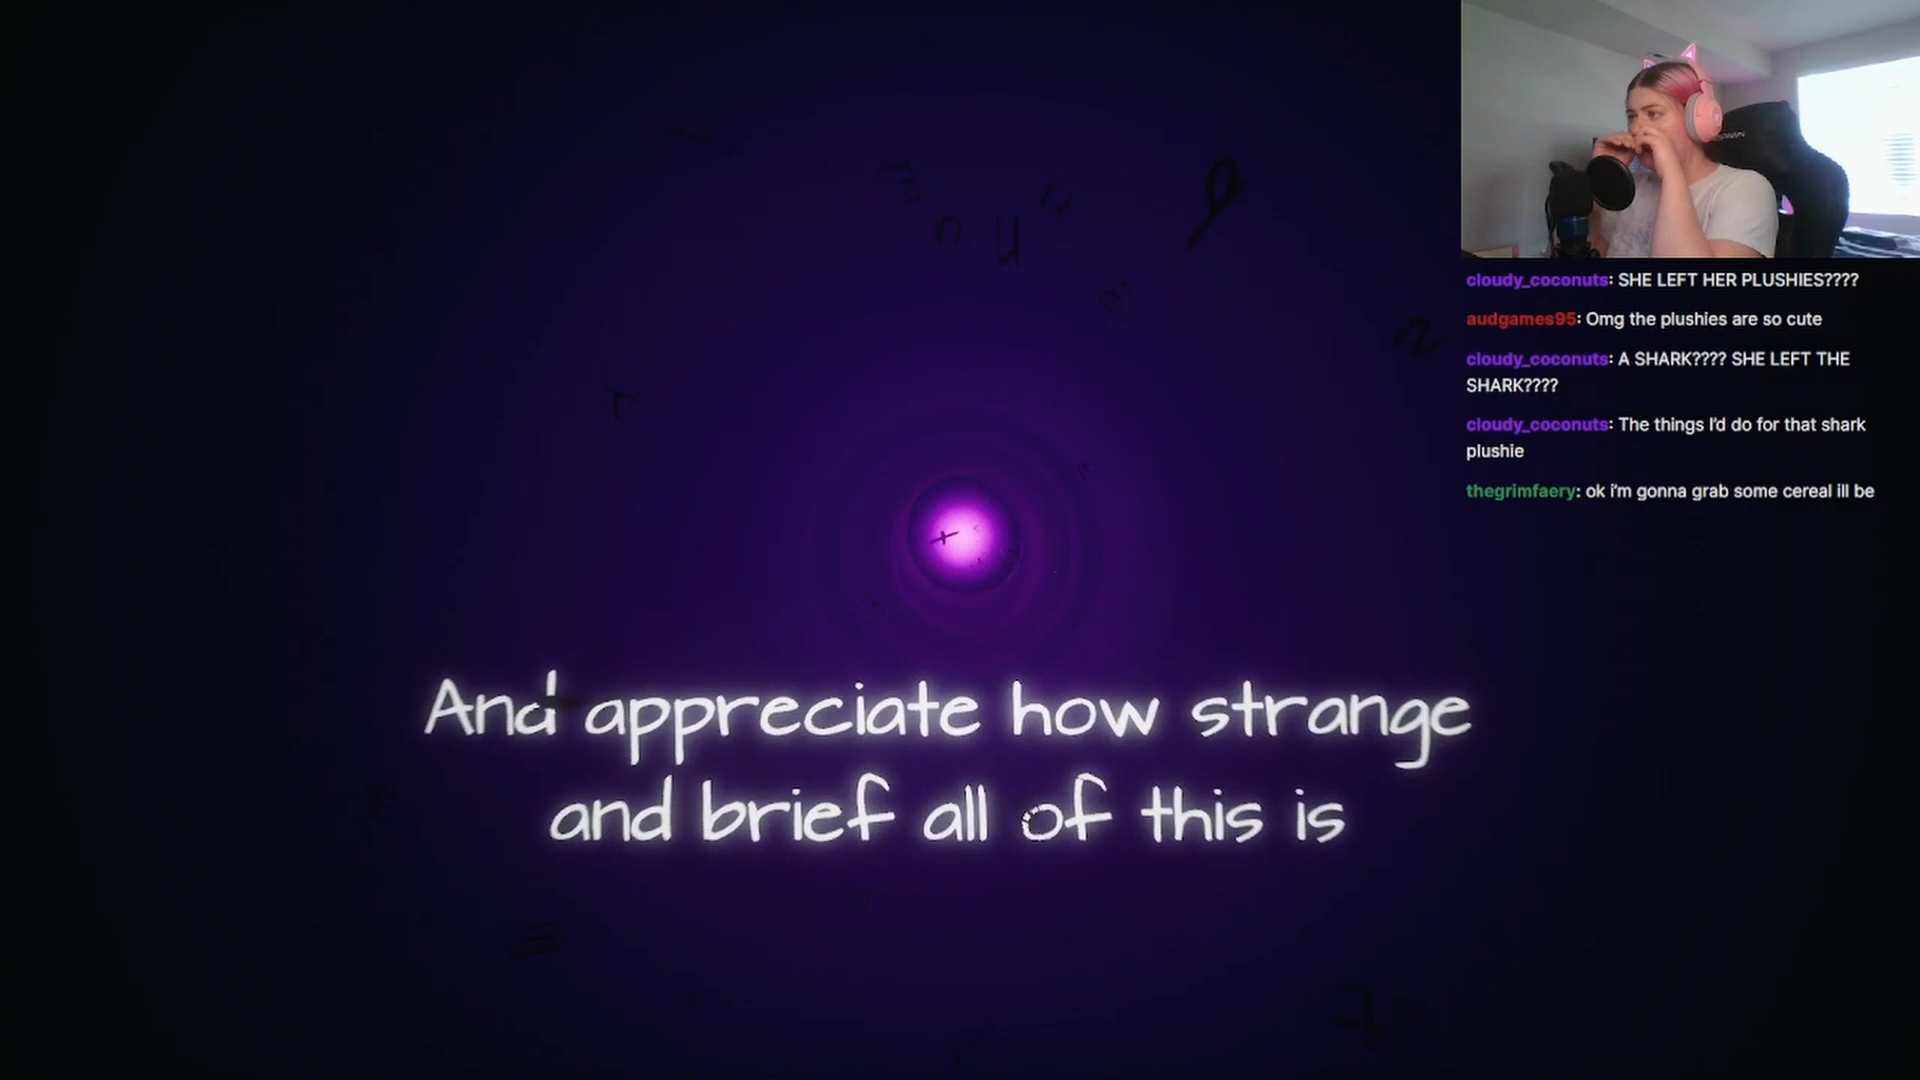 cloudy_coconuts: SHE LEFT HER PLUSHIES????
audgames95: Omg the plushies are so cute
cloudy_coconuts: A SHARK???? SHE LEFT THE
SHARK????
cloudy_coconuts: The things I'd do for that shark
plushie
thegrimfaery: ok i'm gonna grab some cereal ill be
And appreciate how strange
and brief all of this is